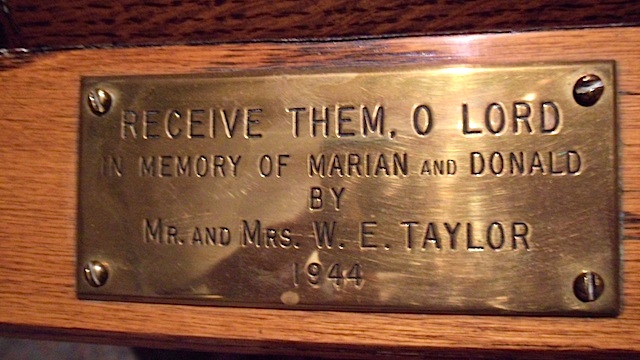 RECEIVE THEM, O LORD
IN MEMORY OF MARIAN AND DONALD
BY
MR. AND MRS. W. E. TAYLOR
1944